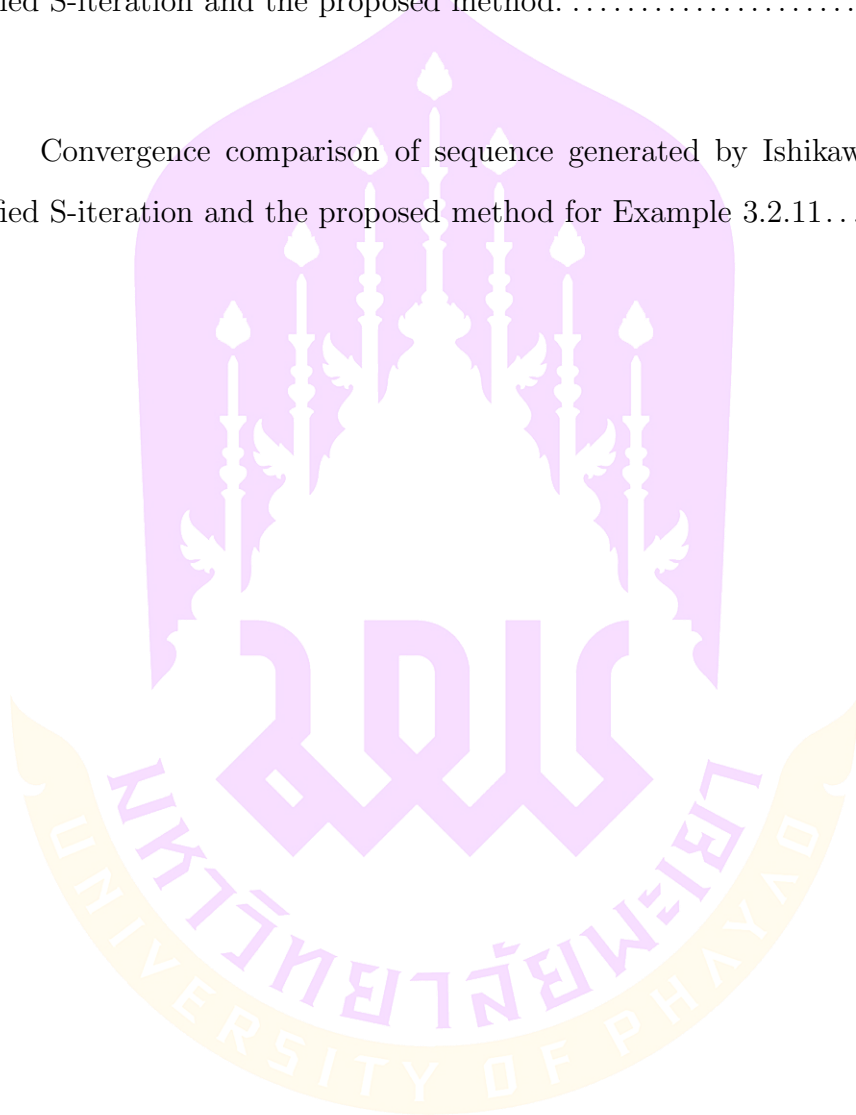 ied S-iteration and the proposed method. . . . . . . . . . . . . . . . . . . . . .
Convergence comparison of sequence generated by Ishikaw
ied S-iteration and the proposed method for Example 3.2.11. . .
มหาวิทยาลัยพะเยา
UNIVERSITY OF PHAYAO